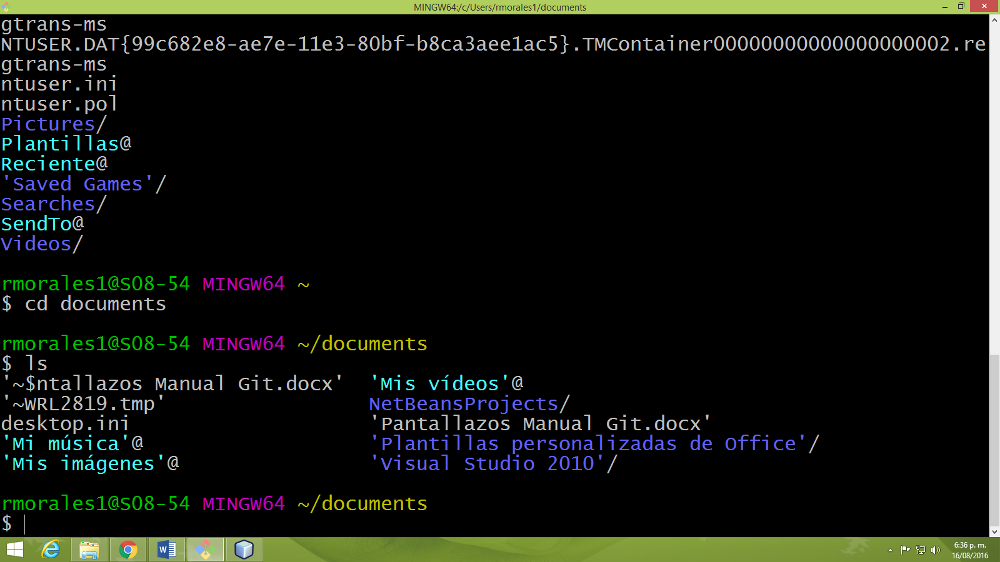 MINGW64:/c/Users/rmorales1/documents
gtrans-ms
NTUSER.DAT{99c682e8-ae7e-11e3-80bf-b8ca3aee1ac5}.TMContainer00000000000000000002.re
gtrans-ms
ntuser.ini
ntuser.pol
Pictures/
Plantillas@
Reciente@
'Saved Games'/
Searches/
SendTo@
Videos/
rmorales1@S08-54 MINGW64 ~
$ cd documents
rmorales1@S08-54 MINGW64 ~/documents
$ ls
'~$ntallazos Manual Git.docx' 'Mis vídeos'@
'~WRL2819.tmp' NetBeansProjects/
desktop.ini 'Pantallazos Manual Git.docx'
'Mi música'@ 'Plantillas personalizadas de Office'/
'Mis imágenes'@ 'Visual Studio 2010'/
rmorales1@S08-54 MINGW64 ~/documents
$
6:36 p. m.
16/08/2016